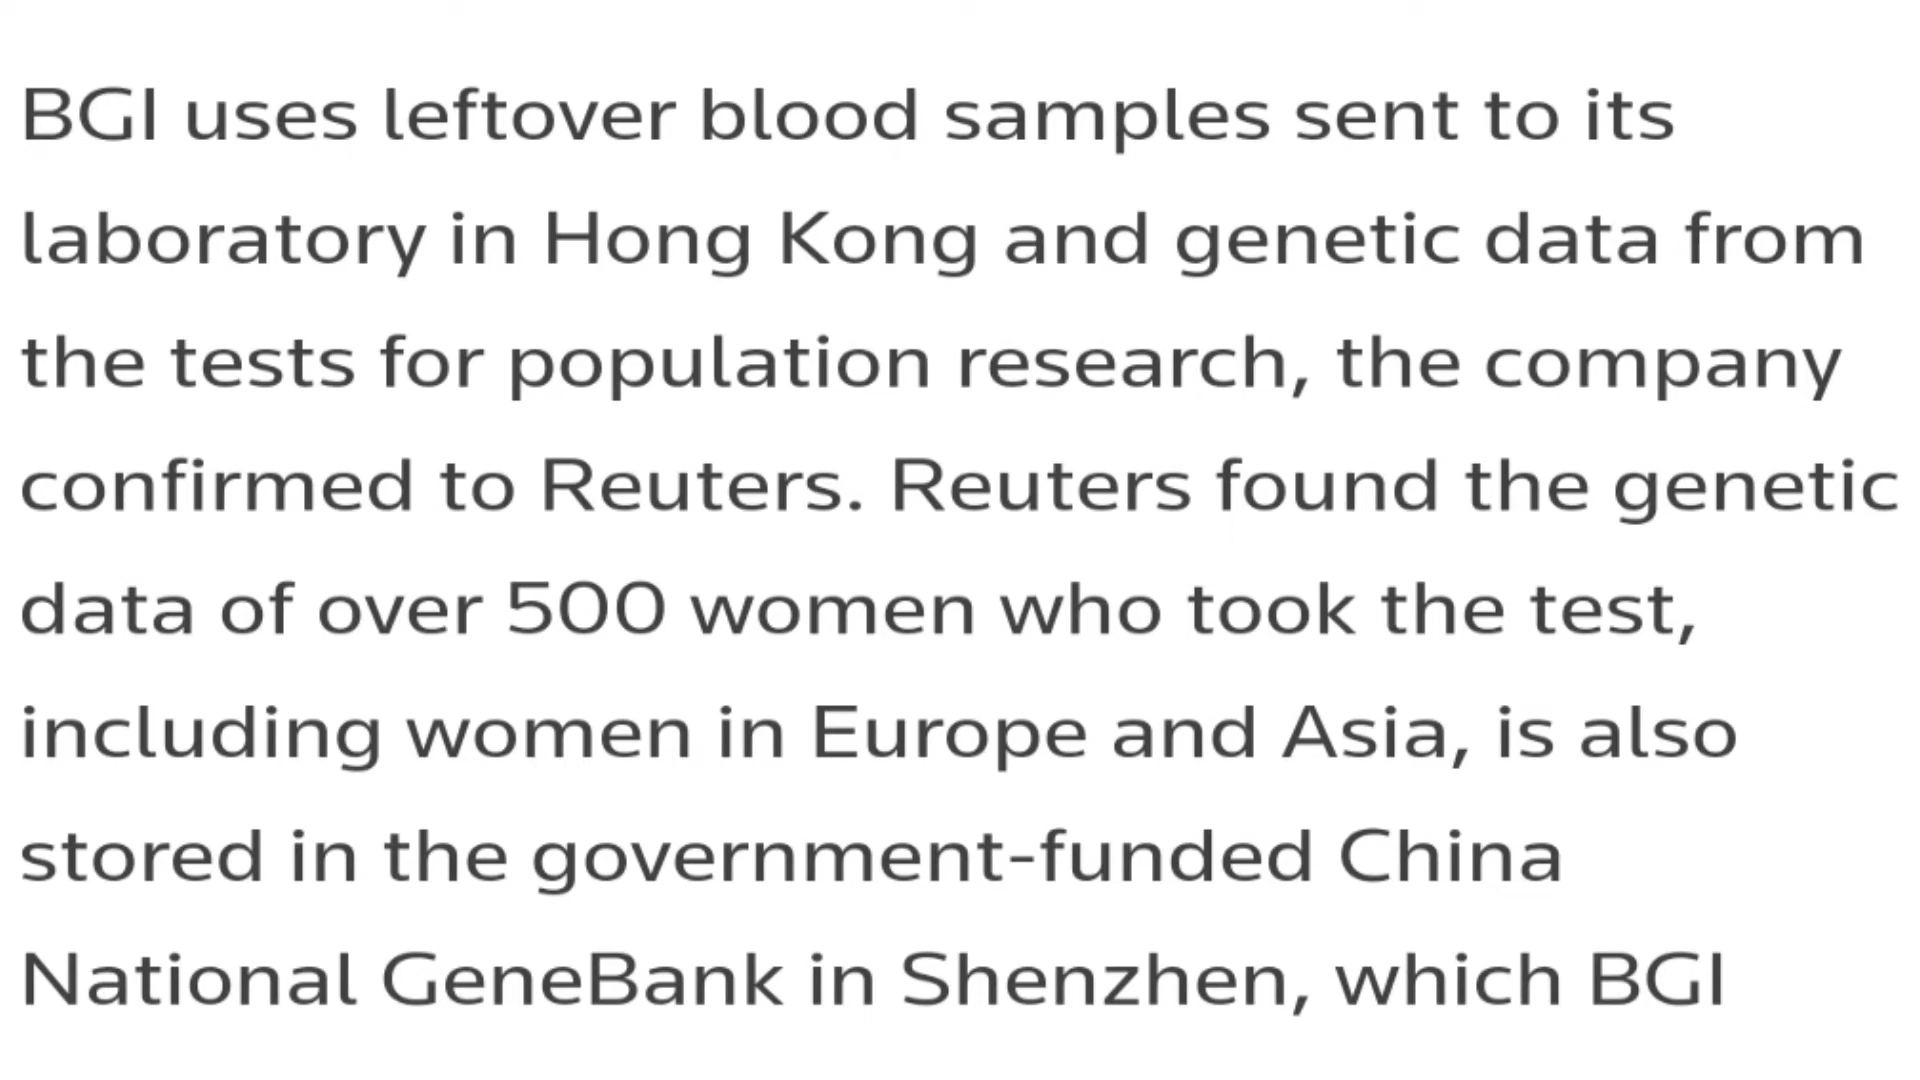 BGI uses leftover blood samples sent to its
laboratory in Hong Kong and genetic data from
the tests for population research, the company
confirmed to Reuters. Reuters found the genetic
data of over 500 women who took the test,
including women in Europe and Asia, is also
stored in the government-funded China
National GeneBank in Shenzhen, which BGI